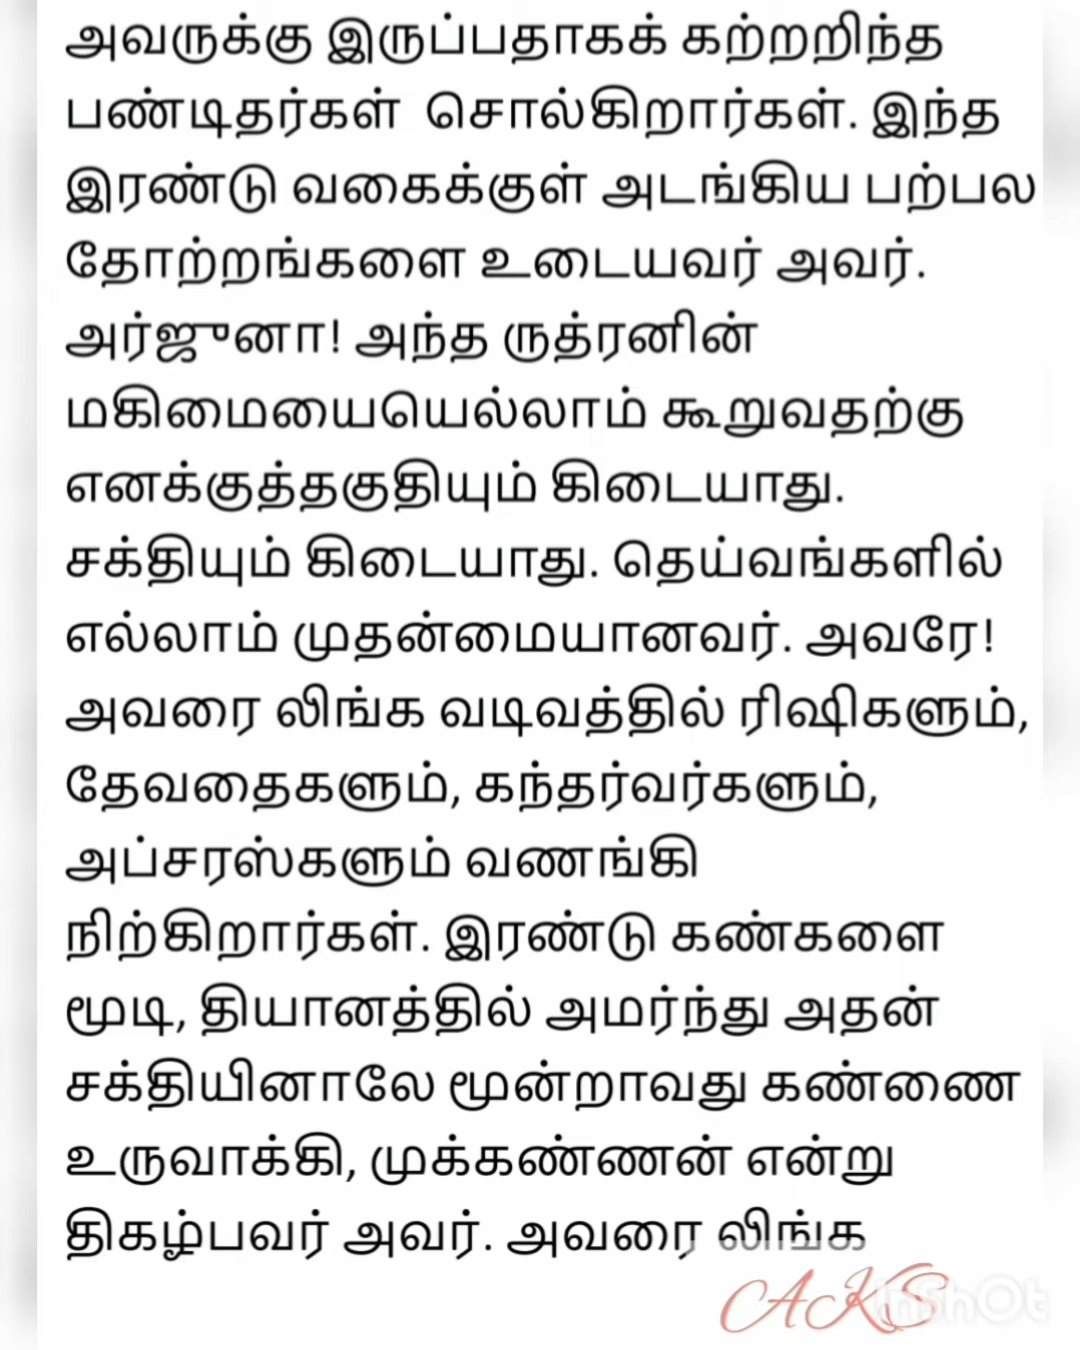 அவருக்கு இருப்பதாகக் கற்றறிந்த
பண்டிதர்கள் சொல்கிறார்கள். இந்த
இரண்டு வகைக்குள் அடங்கிய பற்பல
தோற்றங்களை உடையவர் அவர்.
அர்ஜுனா! அந்த ருத்ரனின்
மகிமையையெல்லாம் கூறுவதற்கு
எனக்குத்தகுதியும் கிடையாது.
சக்தியும் கிடையாது. தெய்வங்களில்
எல்லாம் முதன்மையானவர். அவரே!
அவரை லிங்க வடிவத்தில் ரிஷிகளும்,
தேவதைகளும், கந்தர்வர்களும்,
அப்சரஸ்களும் வணங்கி
நிற்கிறார்கள். இரண்டு கண்களை
மூடி, தியானத்தில் அமர்ந்து அதன்
சக்தியினாலே மூன்றாவது கண்ணை
உருவாக்கி, முக்கண்ணன் என்று
திகழ்பவர் அவர். அவரை லிங்க
AKS InShOt